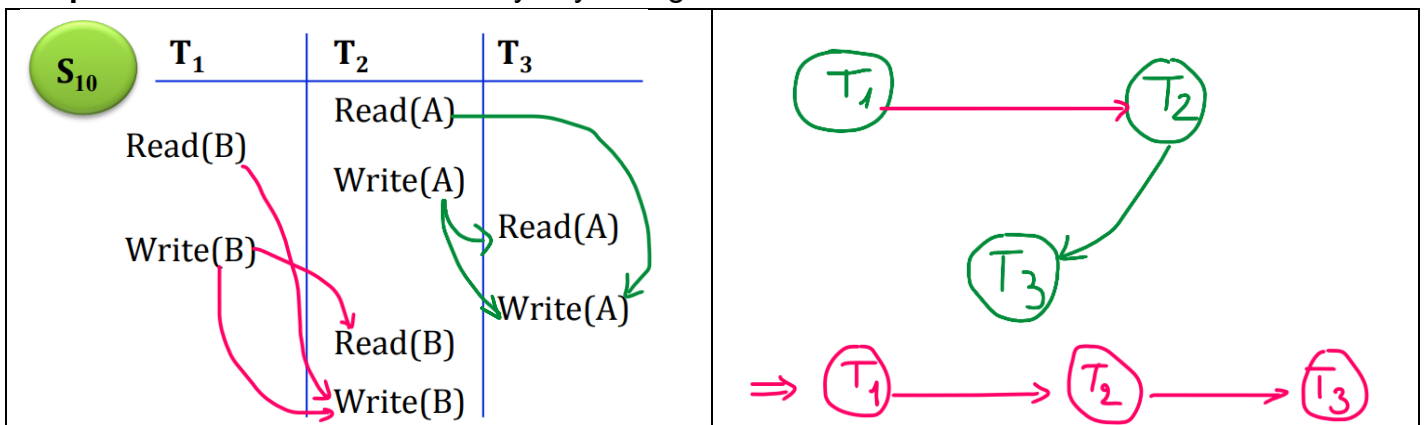 S10
T1 T2 T3
Read(A)
Read(B)
Write(A)
Read(A)
Write(B)
Write(A)
Read(B)
Write(B)
T1 T2
T3
⇒ T1 T2 T3